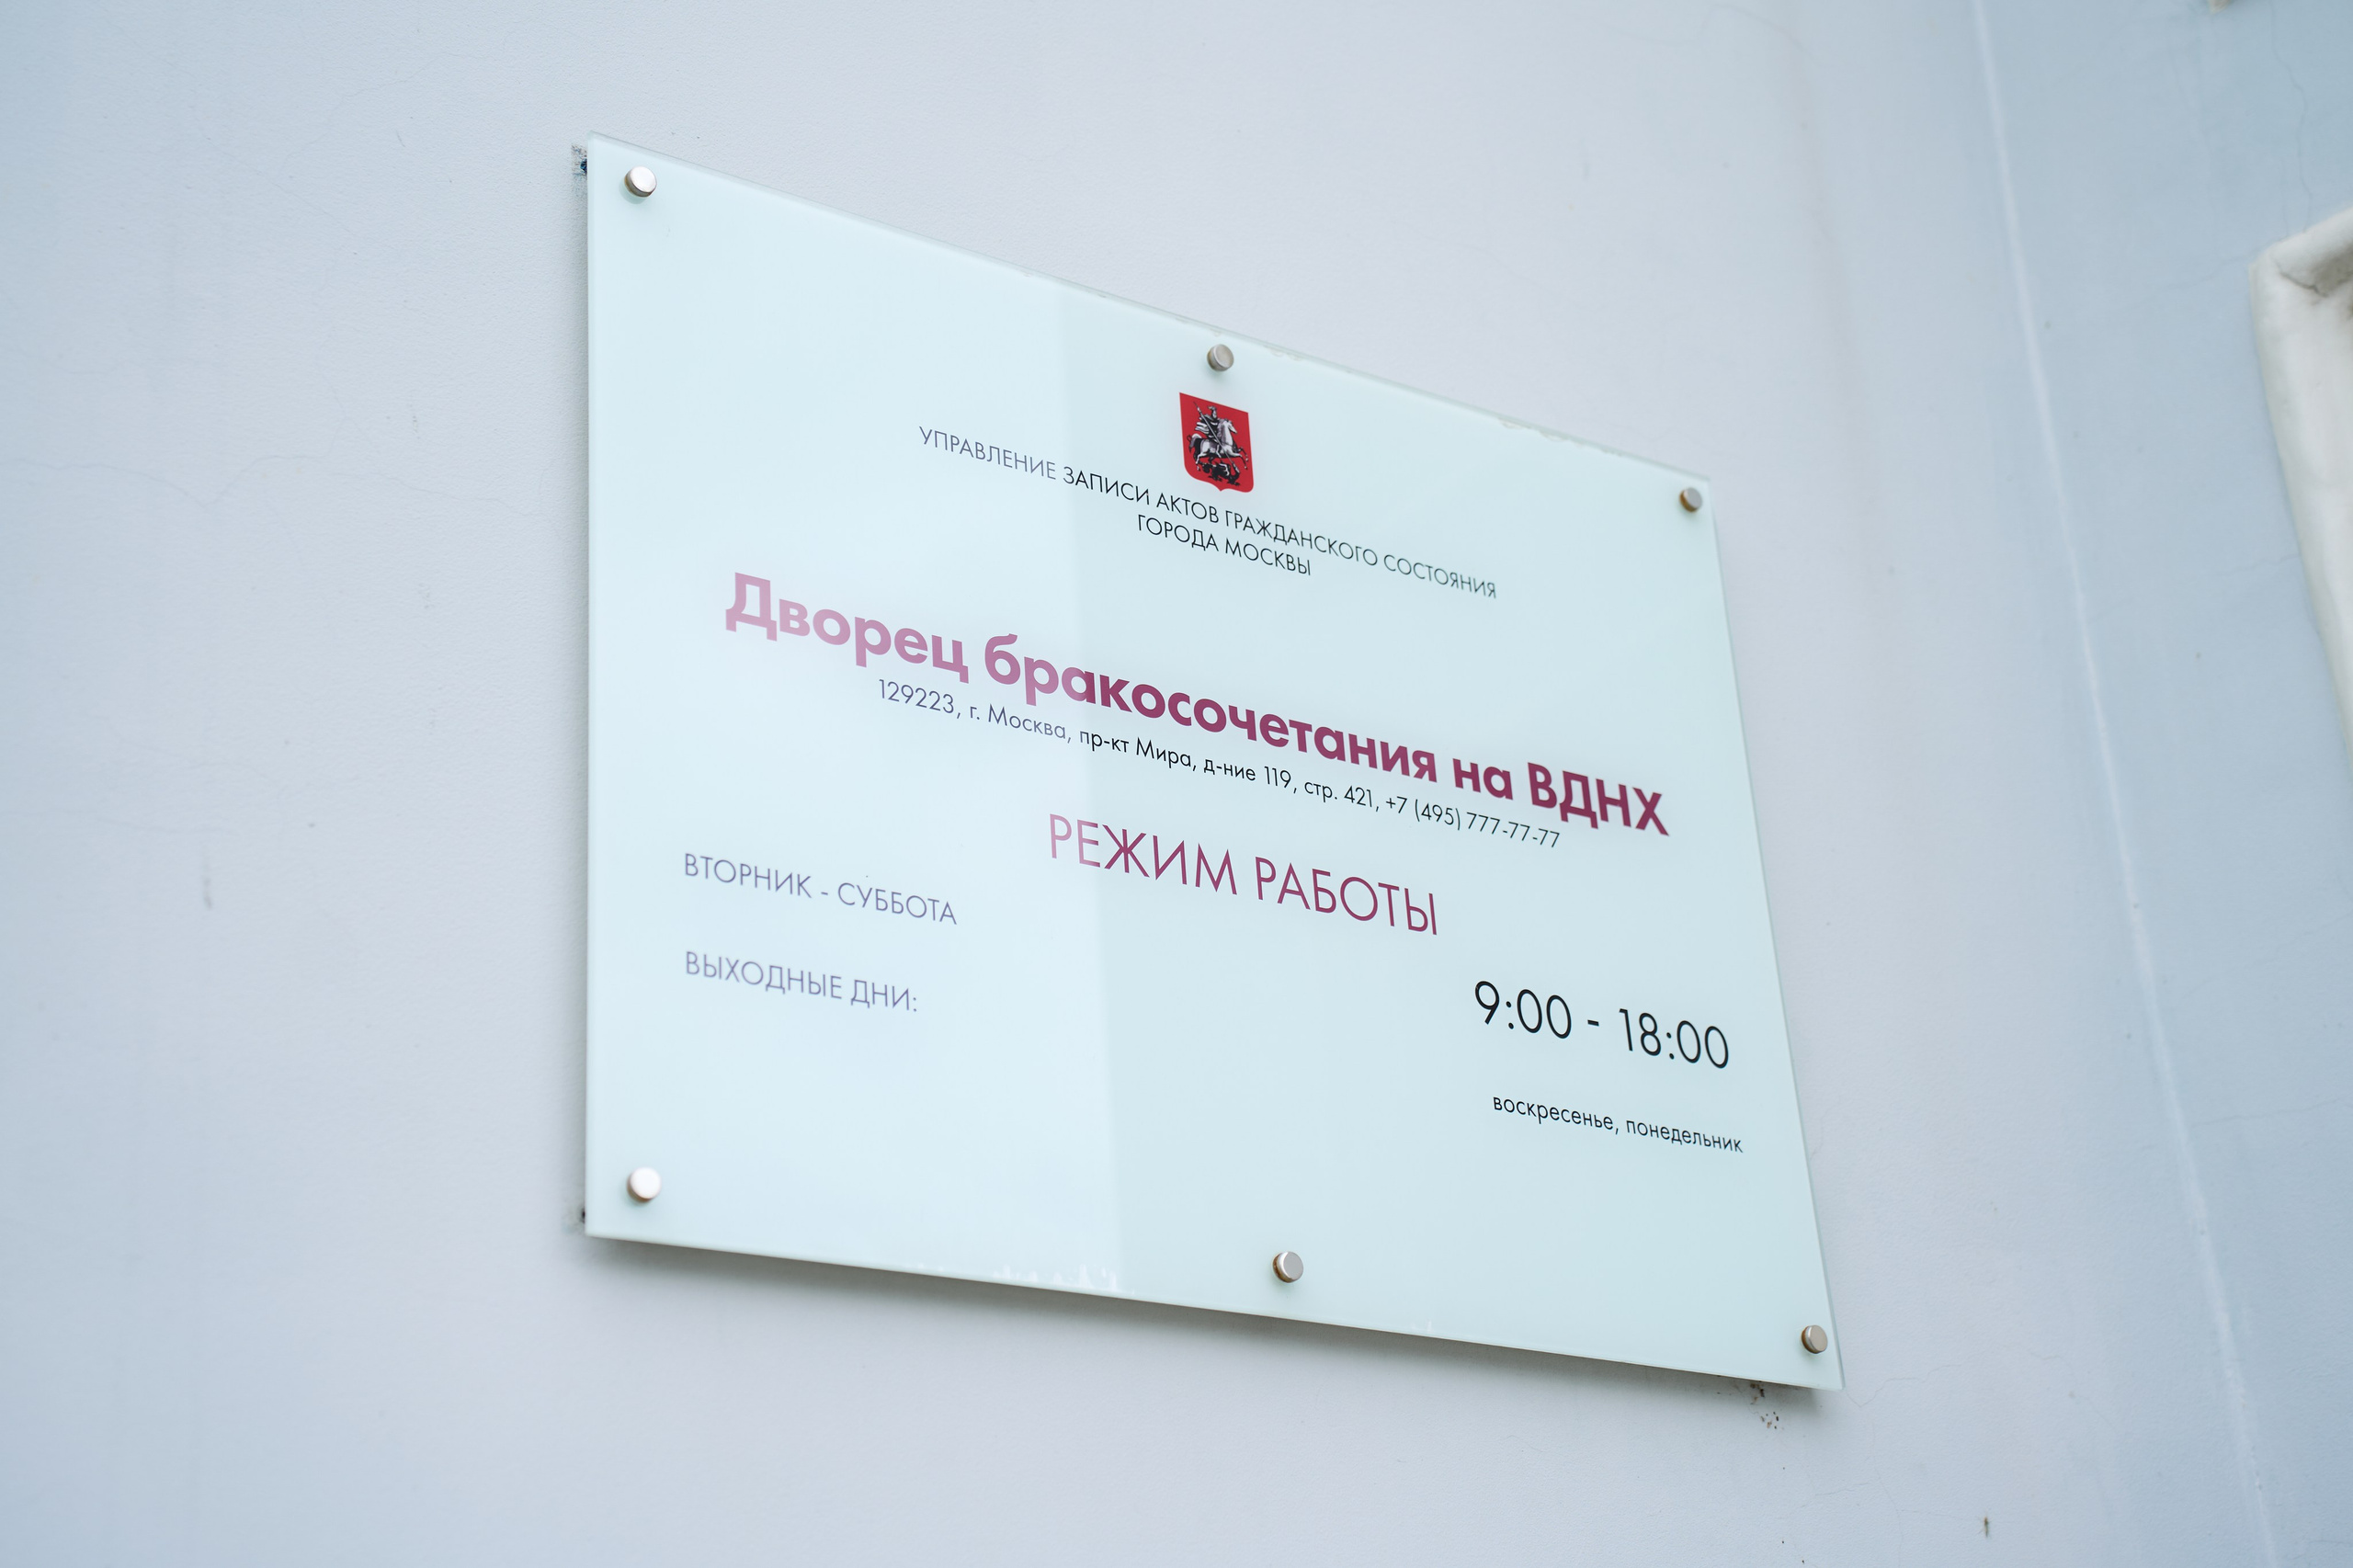 УПРАВЛЕНИЕ ЗАПИСИ АКТОВ ГРАЖДАНСКОГО СОСТОЯНИЯ
ГОРОДА МОСКВЫ
Дворец бракосочетания на ВДНХ
129223, г. Москва, пр-кт Мира, д-ние 119, стр. 421, +7 (495) 777-77-77
РЕЖИМ РАБОТЫ
ВТОРНИК - СУББОТА 9:00 - 18:00
ВЫХОДНЫЕ ДНИ: воскресенье, понедельник